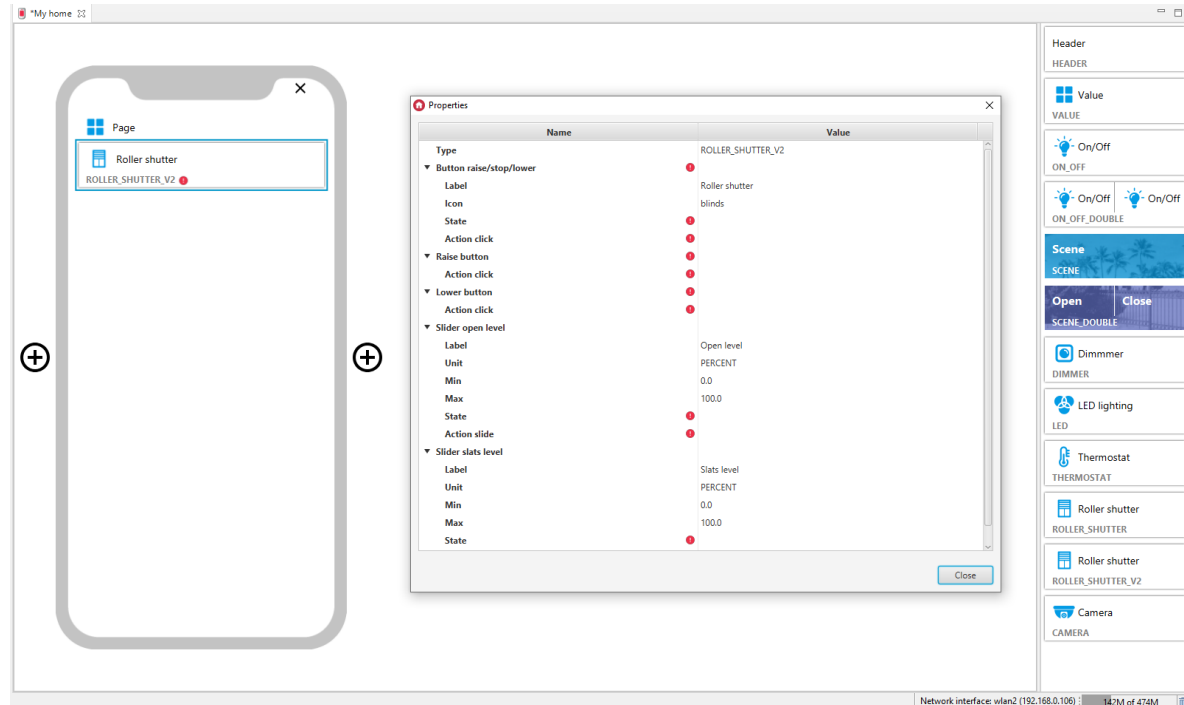 *My home
Page
Roller shutter
ROLLER_SHUTTER_V2
Properties
Name Value
Type ROLLER_SHUTTER_V2
Button raise/stop/lower
Label Roller shutter
Icon blinds
State
Action click
Raise button
Action click
Lower button
Action click
Slider open level
Label Open level
Unit PERCENT
Min 0.0
Max 100.0
State
Action slide
Slider slats level
Label Slats level
Unit PERCENT
Min 0.0
Max 100.0
State
Close
Header
HEADER
Value
VALUE
On/Off
ON_OFF
On/Off On/Off
ON_OFF_DOUBLE
Scene
SCENE
Open Close
SCENE_DOUBLE
Dimmmer
DIMMER
LED lighting
LED
Thermostat
THERMOSTAT
Roller shutter
ROLLER_SHUTTER
Roller shutter
ROLLER_SHUTTER_V2
Camera
CAMERA
Network interface: wlan2 (192.168.0.106) 142M of 474M